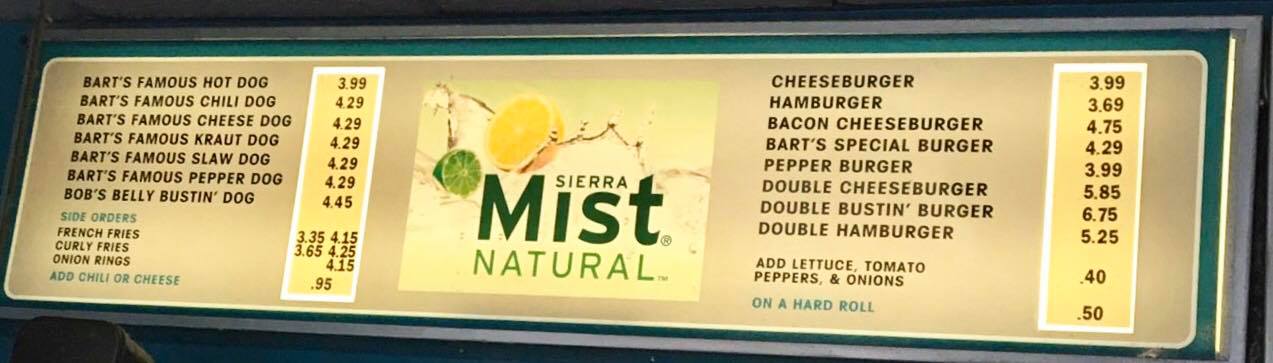 BART'S FAMOUS HOT DOG 3.99
BART'S FAMOUS CHILI DOG 4.29
BART'S FAMOUS CHEESE DOG 4.29
BART'S FAMOUS KRAUT DOG 4.29
BART'S FAMOUS SLAW DOG 4.29
BART'S FAMOUS PEPPER DOG 4.29
BOB'S BELLY BUSTIN' DOG 4.45
SIDE ORDERS
FRENCH FRIES 3.35 4.15
CURLY FRIES 3.65 4.25
ONION RINGS 4.15
ADD CHILI OR CHEESE .95
SIERRA
Mist®
NATURAL™
CHEESEBURGER 3.99
HAMBURGER 3.69
BACON CHEESEBURGER 4.75
BART'S SPECIAL BURGER 4.29
PEPPER BURGER 3.99
DOUBLE CHEESEBURGER 5.85
DOUBLE BUSTIN' BURGER 6.75
DOUBLE HAMBURGER 5.25
ADD LETTUCE, TOMATO
PEPPERS, & ONIONS .40
ON A HARD ROLL .50